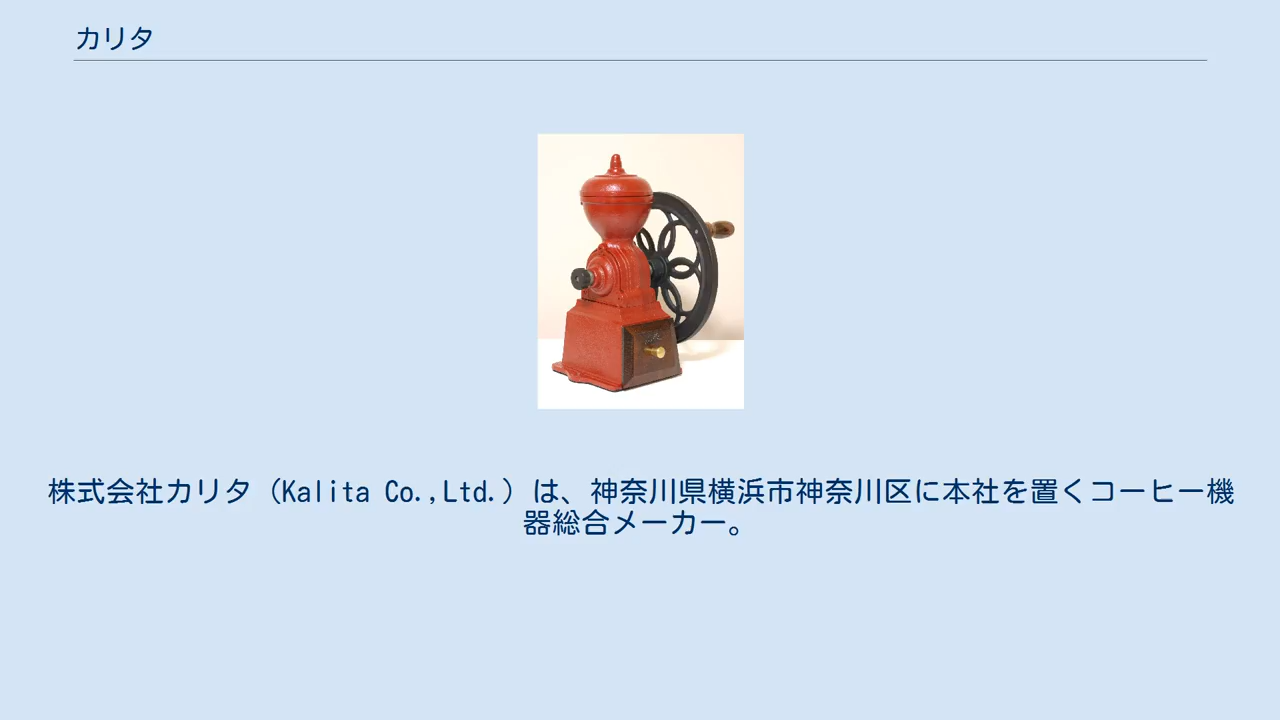 カリタ
株式会社カリタ（Kalita Co.,Ltd.）は、神奈川県横浜市神奈川区に本社を置くコーヒー機
器総合メーカー。